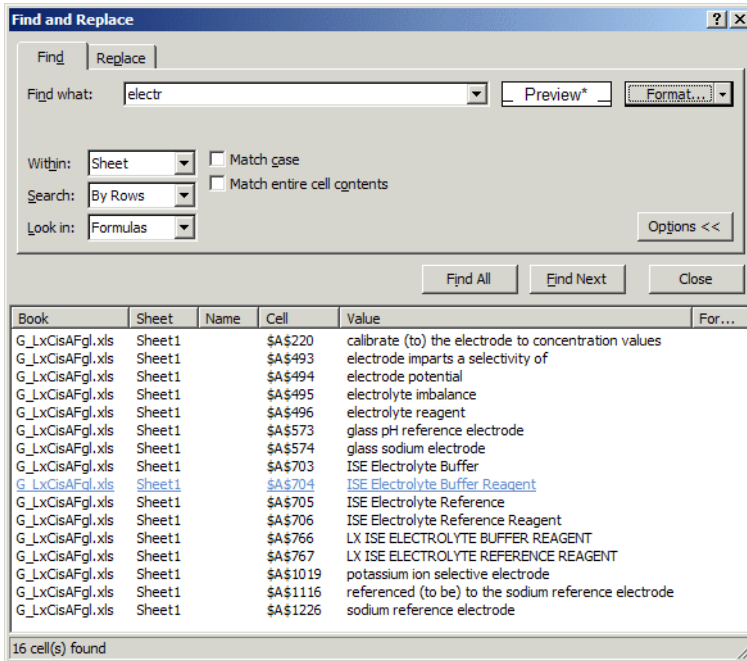 Find and Replace
Find Replace
Find what: electr Preview* Format...
Within: Sheet Match case
Match entire cell contents
Search: By Rows
Look in: Formulas Options <<
Find All Find Next Close
Book Sheet Name Cell Value For...
G_LxCisAFgl.xls Sheet1 $A$220 calibrate (to) the electrode to concentration values
G_LxCisAFgl.xls Sheet1 $A$493 electrode imparts a selectivity of
G_LxCisAFgl.xls Sheet1 $A$494 electrode potential
G_LxCisAFgl.xls Sheet1 $A$495 electrolyte imbalance
G_LxCisAFgl.xls Sheet1 $A$496 electrolyte reagent
G_LxCisAFgl.xls Sheet1 $A$573 glass pH reference electrode
G_LxCisAFgl.xls Sheet1 $A$574 glass sodium electrode
G_LxCisAFgl.xls Sheet1 $A$703 ISE Electrolyte Buffer
G_LxCisAFgl.xls Sheet1 $A$704 ISE Electrolyte Buffer Reagent
G_LxCisAFgl.xls Sheet1 $A$705 ISE Electrolyte Reference
G_LxCisAFgl.xls Sheet1 $A$706 ISE Electrolyte Reference Reagent
G_LxCisAFgl.xls Sheet1 $A$766 LX ISE ELECTROLYTE BUFFER REAGENT
G_LxCisAFgl.xls Sheet1 $A$767 LX ISE ELECTROLYTE REFERENCE REAGENT
G_LxCisAFgl.xls Sheet1 $A$1019 potassium ion selective electrode
G_LxCisAFgl.xls Sheet1 $A$1116 referenced (to be) to the sodium reference electrode
G_LxCisAFgl.xls Sheet1 $A$1226 sodium reference electrode
16 cell(s) found